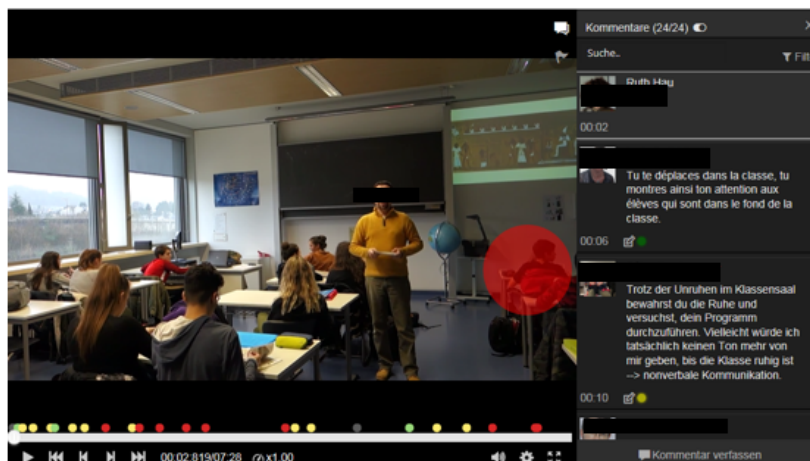 Kommentare (24/24)
Suche..
Filt
Ruth Hau
00:02
Tu te déplaces dans la classe, tu
montres ainsi ton attention aux
élèves qui sont dans le fond de la
classe.
00:06
Trotz der Unruhen im Klassensaal
bewahrst du die Ruhe und
versuchst, dein Programm
durchzuführen. Vielleicht würde ich
tatsächlich keinen Ton mehr von
mir geben, bis die Klasse ruhig ist
--> nonverbale Kommunikation.
00:10
Kommentar verfassen
00:02:819/07:28 x1.00